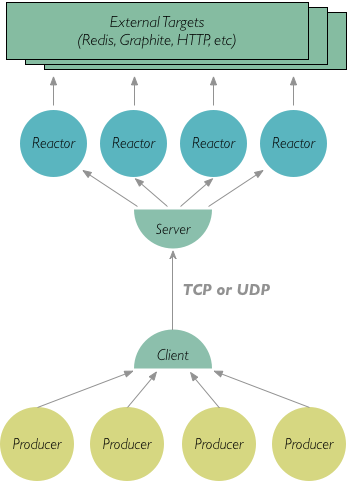 External Targets
(Redis, Graphite, HTTP, etc)
Reactor Reactor Reactor Reactor
Server
TCP or UDP
Client
Producer Producer Producer Producer